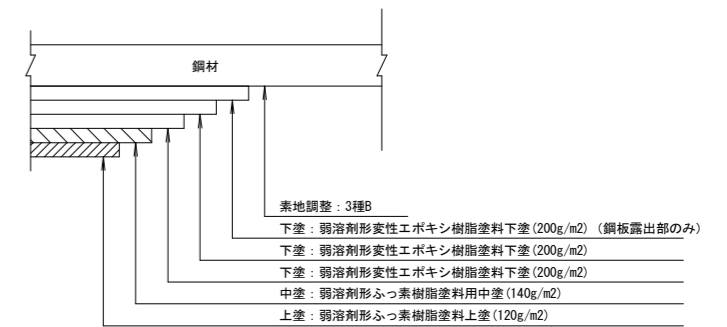 鋼材
素地調整：3種B
下塗：弱溶剤形変性エポキシ樹脂塗料下塗(200g/m2)（鋼板露出部のみ）
下塗：弱溶剤形変性エポキシ樹脂塗料下塗(200g/m2)
下塗：弱溶剤形変性エポキシ樹脂塗料下塗(200g/m2)
中塗：弱溶剤形ふっ素樹脂塗料用中塗(140g/m2)
上塗：弱溶剤形ふっ素樹脂塗料上塗(120g/m2)